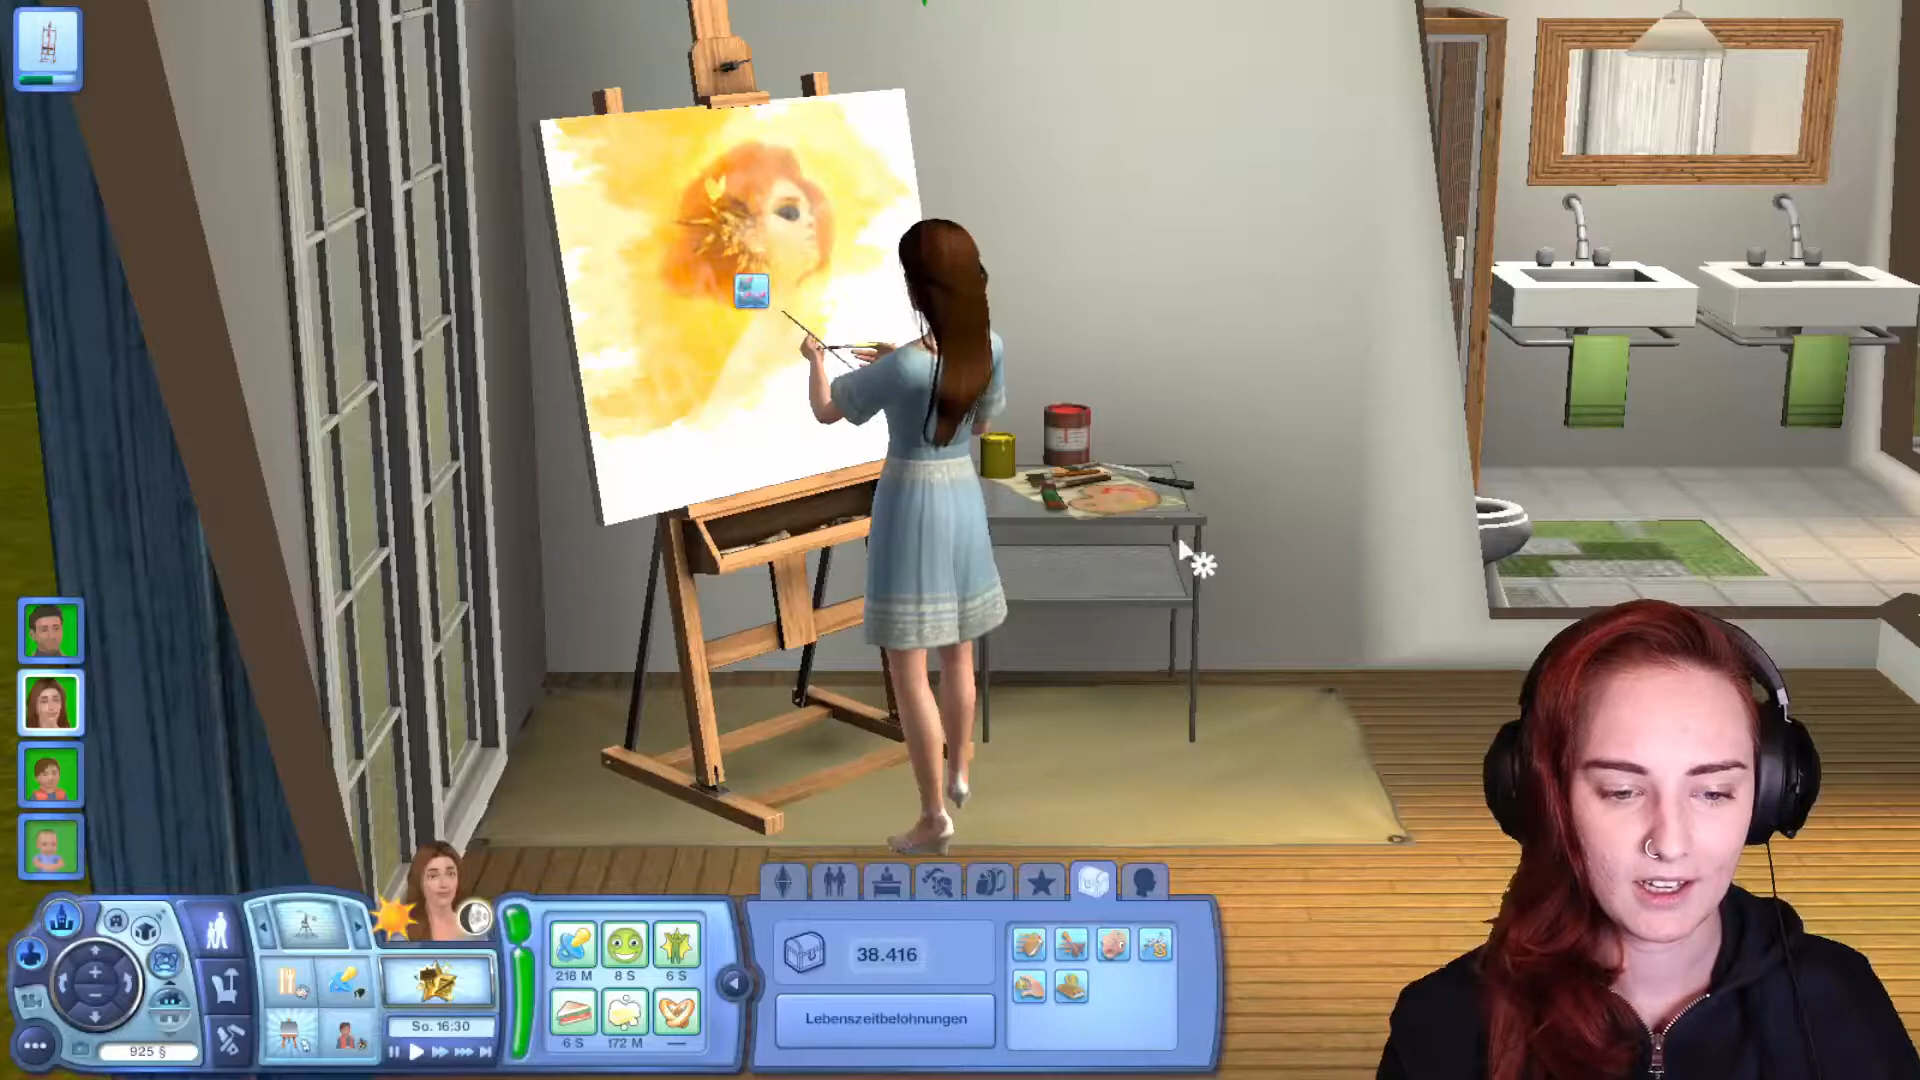 So. 16:30
925 §
218 M
8 S
6 S
6 S
172 M
38.416
Lebenszeitbelohnungen